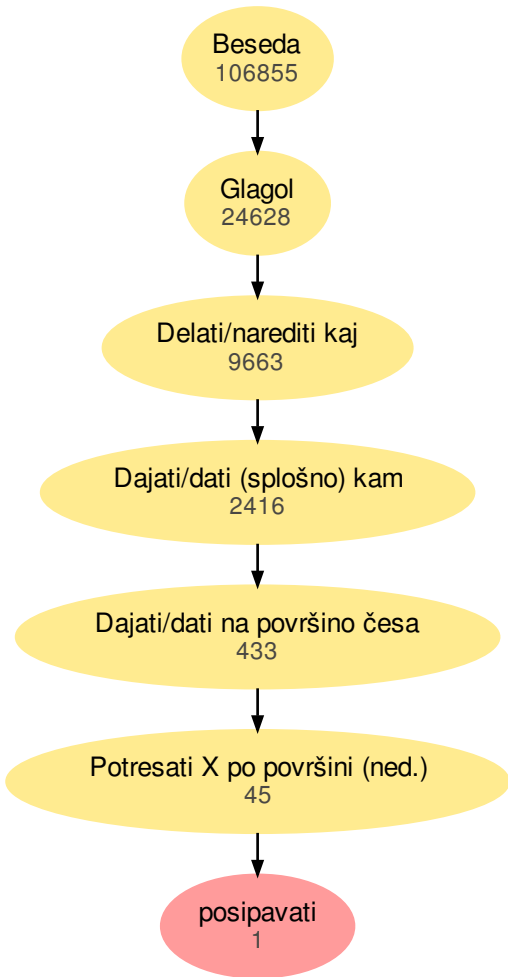 Beseda
106855
Glagol
24628
Delati/narediti kaj
9663
Dajati/dati (splošno) kam
2416
Dajati/dati na površino česa
433
Potresati X po površini (ned.)
45
posipavati
1